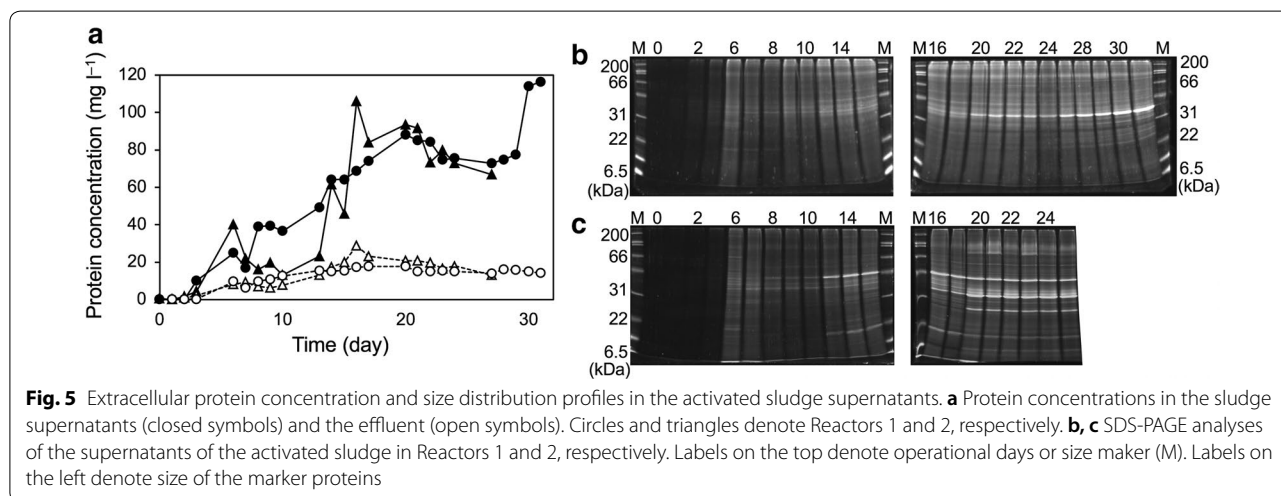 a
Protein concentration (mg l⁻¹)
120
100
80
60
40
20
0
0 10 20 30
Time (day)
b
M 0 2 6 8 10 14 M
M 16 20 22 24 28 30 M
200
66
31
22
6.5
(kDa)
200
66
31
22
6.5
(kDa)
c
M 0 2 6 8 10 14 M
M 16 20 22 24
200
66
31
22
6.5
(kDa)
Fig. 5 Extracellular protein concentration and size distribution profiles in the activated sludge supernatants. a Protein concentrations in the sludge
supernatants (closed symbols) and the effluent (open symbols). Circles and triangles denote Reactors 1 and 2, respectively. b, c SDS-PAGE analyses
of the supernatants of the activated sludge in Reactors 1 and 2, respectively. Labels on the top denote operational days or size maker (M). Labels on
the left denote size of the marker proteins